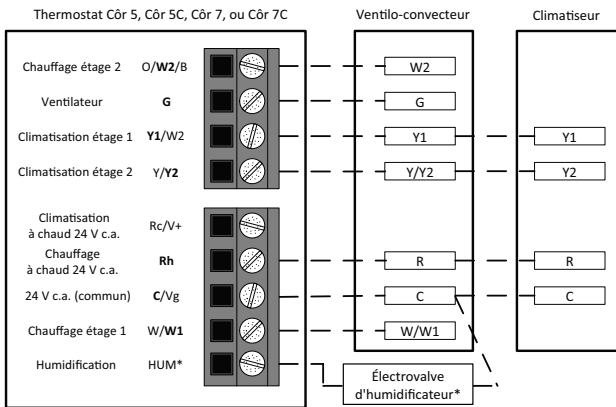 Thermostat Côr 5, Côr 5C, Côr 7, ou Côr 7C
Ventilo-convecteur
Climatiseur
Chauffage étage 2 O/W2/B W2
Ventilateur G G
Climatisation étage 1 Y1/W2 Y1 Y1
Climatisation étage 2 Y/Y2 Y/Y2 Y2
Climatisation
à chaud 24 V c.a. Rc/V+
Chauffage
à chaud 24 V c.a. Rh R R
24 V c.a. (commun) C/Vg C C
Chauffage étage 1 W/W1 W/W1
Humidification HUM*
Électrovalve
d'humidificateur*